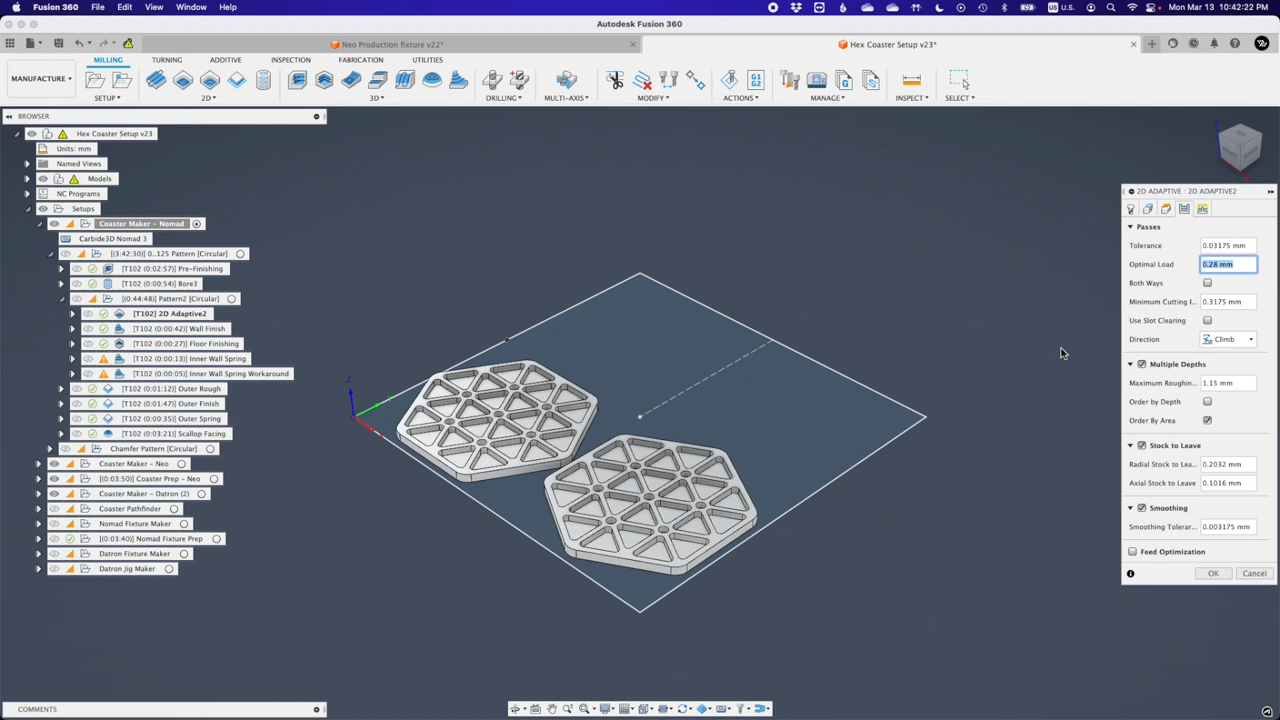 Fusion 360 File Edit View Window Help
U.S. Mon Mar 13 10:42:22
Autodesk Fusion 360
Neo Production fixture v22*
Hex Coaster Setup v23*
MILLING TURNING ADDITIVE INSPECTION FABRICATION UTILITIES
MANUFACTURE
G1
G2
SETUP 2D 3D DRILLING MULTI-AXIS MODIFY ACTIONS MANAGE INSPECT SELECT
BROWSER
Hex Coaster Setup v23
Units: mm
Named Views
Models
NC Programs
Setups
Coaster Maker - Nomad
Carbide3D Nomad 3
[(3:42:30)] 0..125 Pattern [Circular]
[T102 (0:02:57)] Pre-Finishing
[T102 (0:00:54)] Bore3
[(0:44:48)] Pattern2 [Circular]
[T102] 2D Adaptive2
[T102 (0:00:42)] Wall Finish
[T102 (0:00:37)] Floor Finishing
[T102 (0:00:13)] Inner Wall Spring
[T102 (0:00:05)] Inner Wall Spring Workaround
[T102 (0:01:12)] Outer Rough
[T102 (0:01:47)] Outer Finish
[T102 (0:00:35)] Outer Spring
[T102 (0:03:21)] Scallop Facing
Chamfer Pattern [Circular]
Coaster Maker - Neo
[(0:03:50)] Coaster Prep - Neo
Coaster Maker - Datron (2)
Coaster Pathfinder
Nomad Fixture Maker
[(0:03:40)] Nomad Fixture Prep
Datron Fixture Maker
Datron Jig Maker
Z
Z
2D ADAPTIVE : 2D ADAPTIVE2
Passes
Tolerance 0.03175 mm
Optimal Load 0.28 mm
Both Ways
Minimum Cutting I... 0.3175 mm
Use Slot Clearing
Direction Climb
Multiple Depths
Maximum Roughin... 1.15 mm
Order by Depth
Order By Area
Stock to Leave
Radial Stock to Lea... 0.2032 mm
Axial Stock to Leave 0.1016 mm
Smoothing
Smoothing Tolerar... 0.003175 mm
Feed Optimization
OK Cancel
COMMENTS